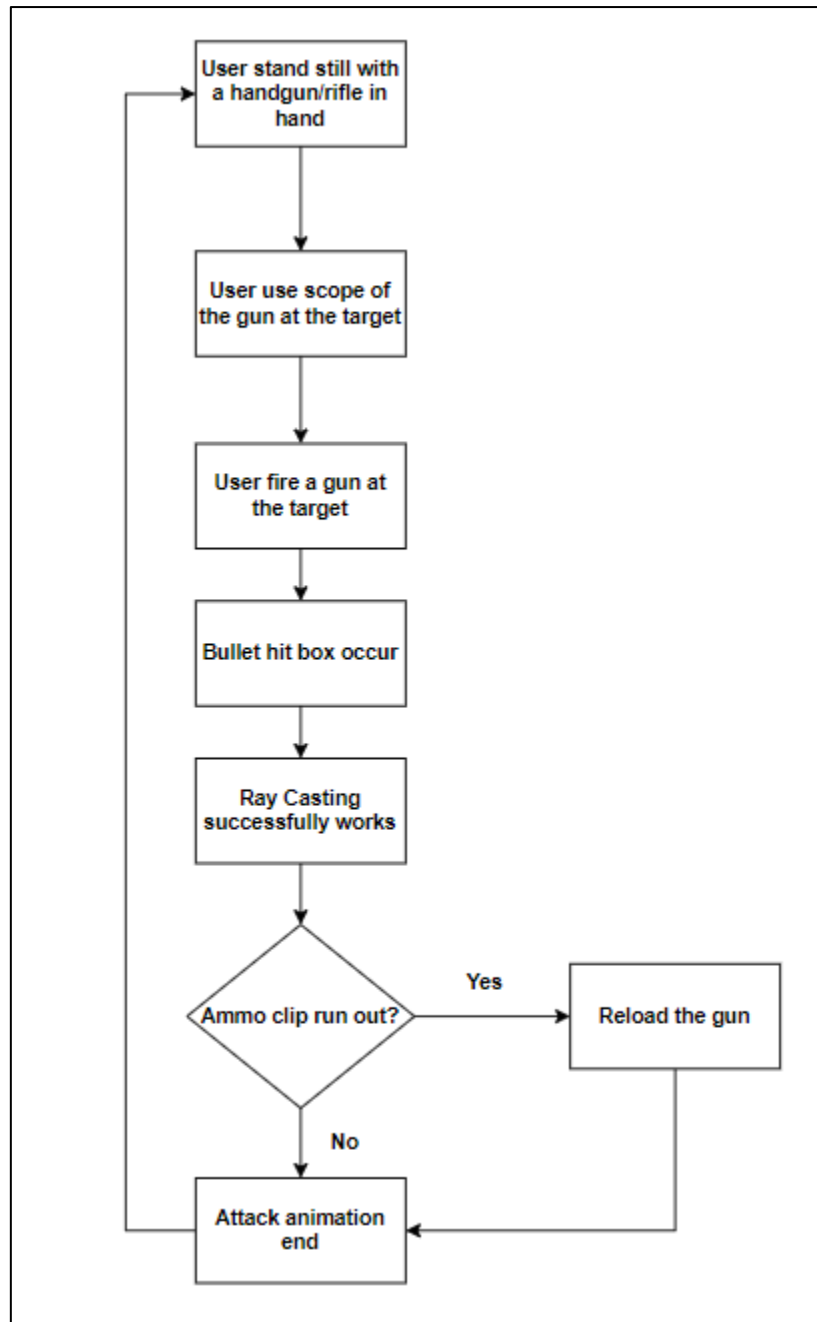 User stand still with
a handgun/rifle in
hand
User use scope of
the gun at the target
User fire a gun at
the target
Bullet hit box occur
Ray Casting
successfully works
Ammo clip run out?
Yes
Reload the gun
No
Attack animation
end